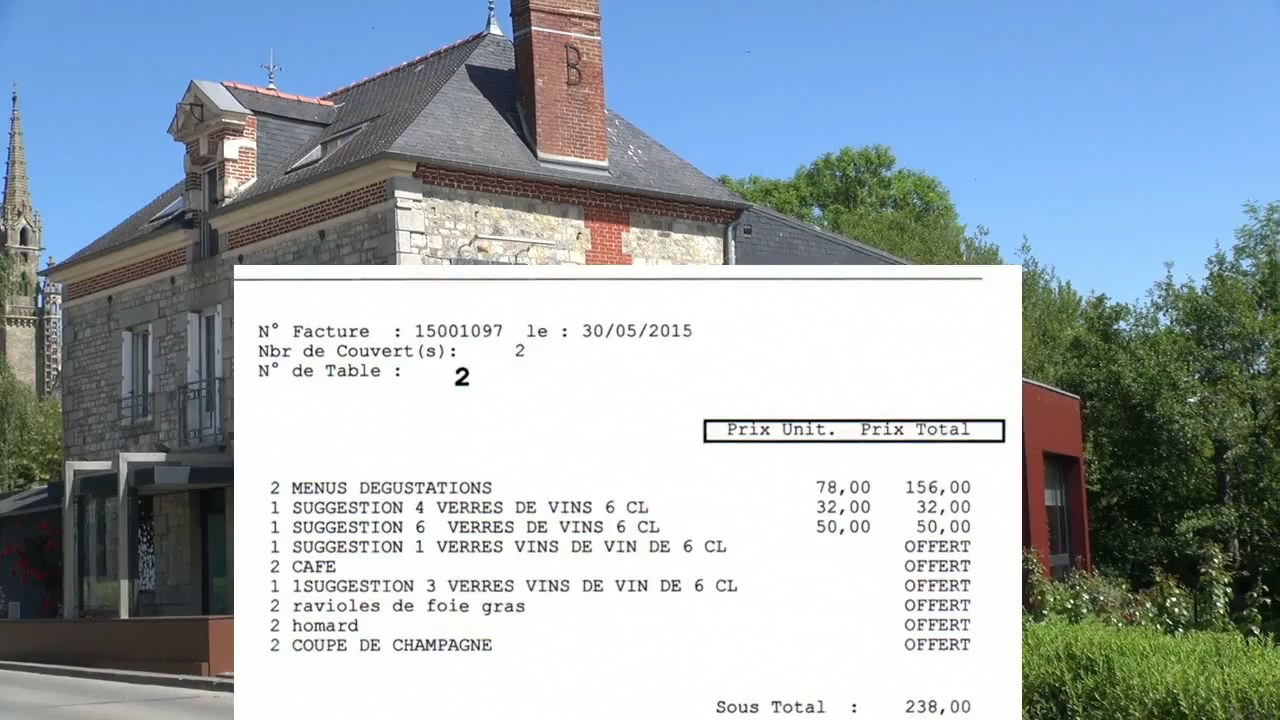 B
N° Facture : 15001097 le : 30/05/2015
Nbr de Couvert(s): 2
N° de Table : 2
Prix Unit. Prix Total
2 MENUS DEGUSTATIONS 78,00 156,00
1 SUGGESTION 4 VERRES DE VINS 6 CL 32,00 32,00
1 SUGGESTION 6 VERRES DE VINS 6 CL 50,00 50,00
1 SUGGESTION 1 VERRES VINS DE VIN DE 6 CL OFFERT
2 CAFE OFFERT
1 1SUGGESTION 3 VERRES VINS DE VIN DE 6 CL OFFERT
2 ravioles de foie gras OFFERT
2 homard OFFERT
2 COUPE DE CHAMPAGNE OFFERT
Sous Total : 238,00